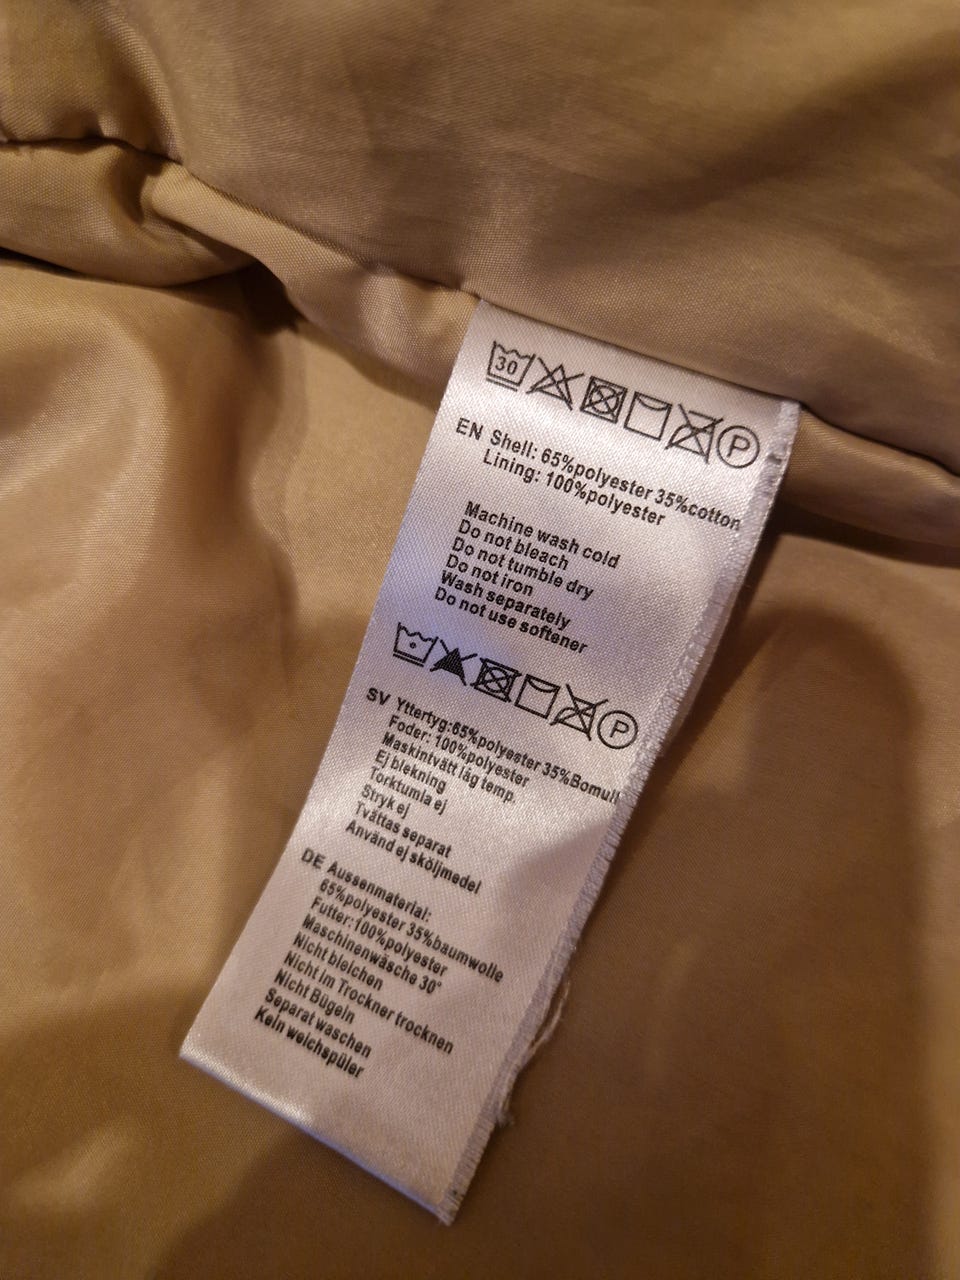 30
P
EN Shell: 65%polyester 35%cotton
Lining: 100%polyester
Machine wash cold
Do not bleach
Do not tumble dry
Do not iron
Wash separately
Do not use softener
P
SV Yttertyg:65%polyester 35%Bomull
Foder: 100%polyester
Maskintvätt låg temp.
Ej blekning
Torktumla ej
Stryk ej
Tvättas separat
Använd ej sköljmedel
DE Aussenmaterial:
65%polyester 35%baumwolle
Futter:100%polyester
Maschinenwäsche 30°
Nicht bleichen
Nicht im Trockner trocknen
Nicht Bügeln
Separat waschen
Kein weichspüler